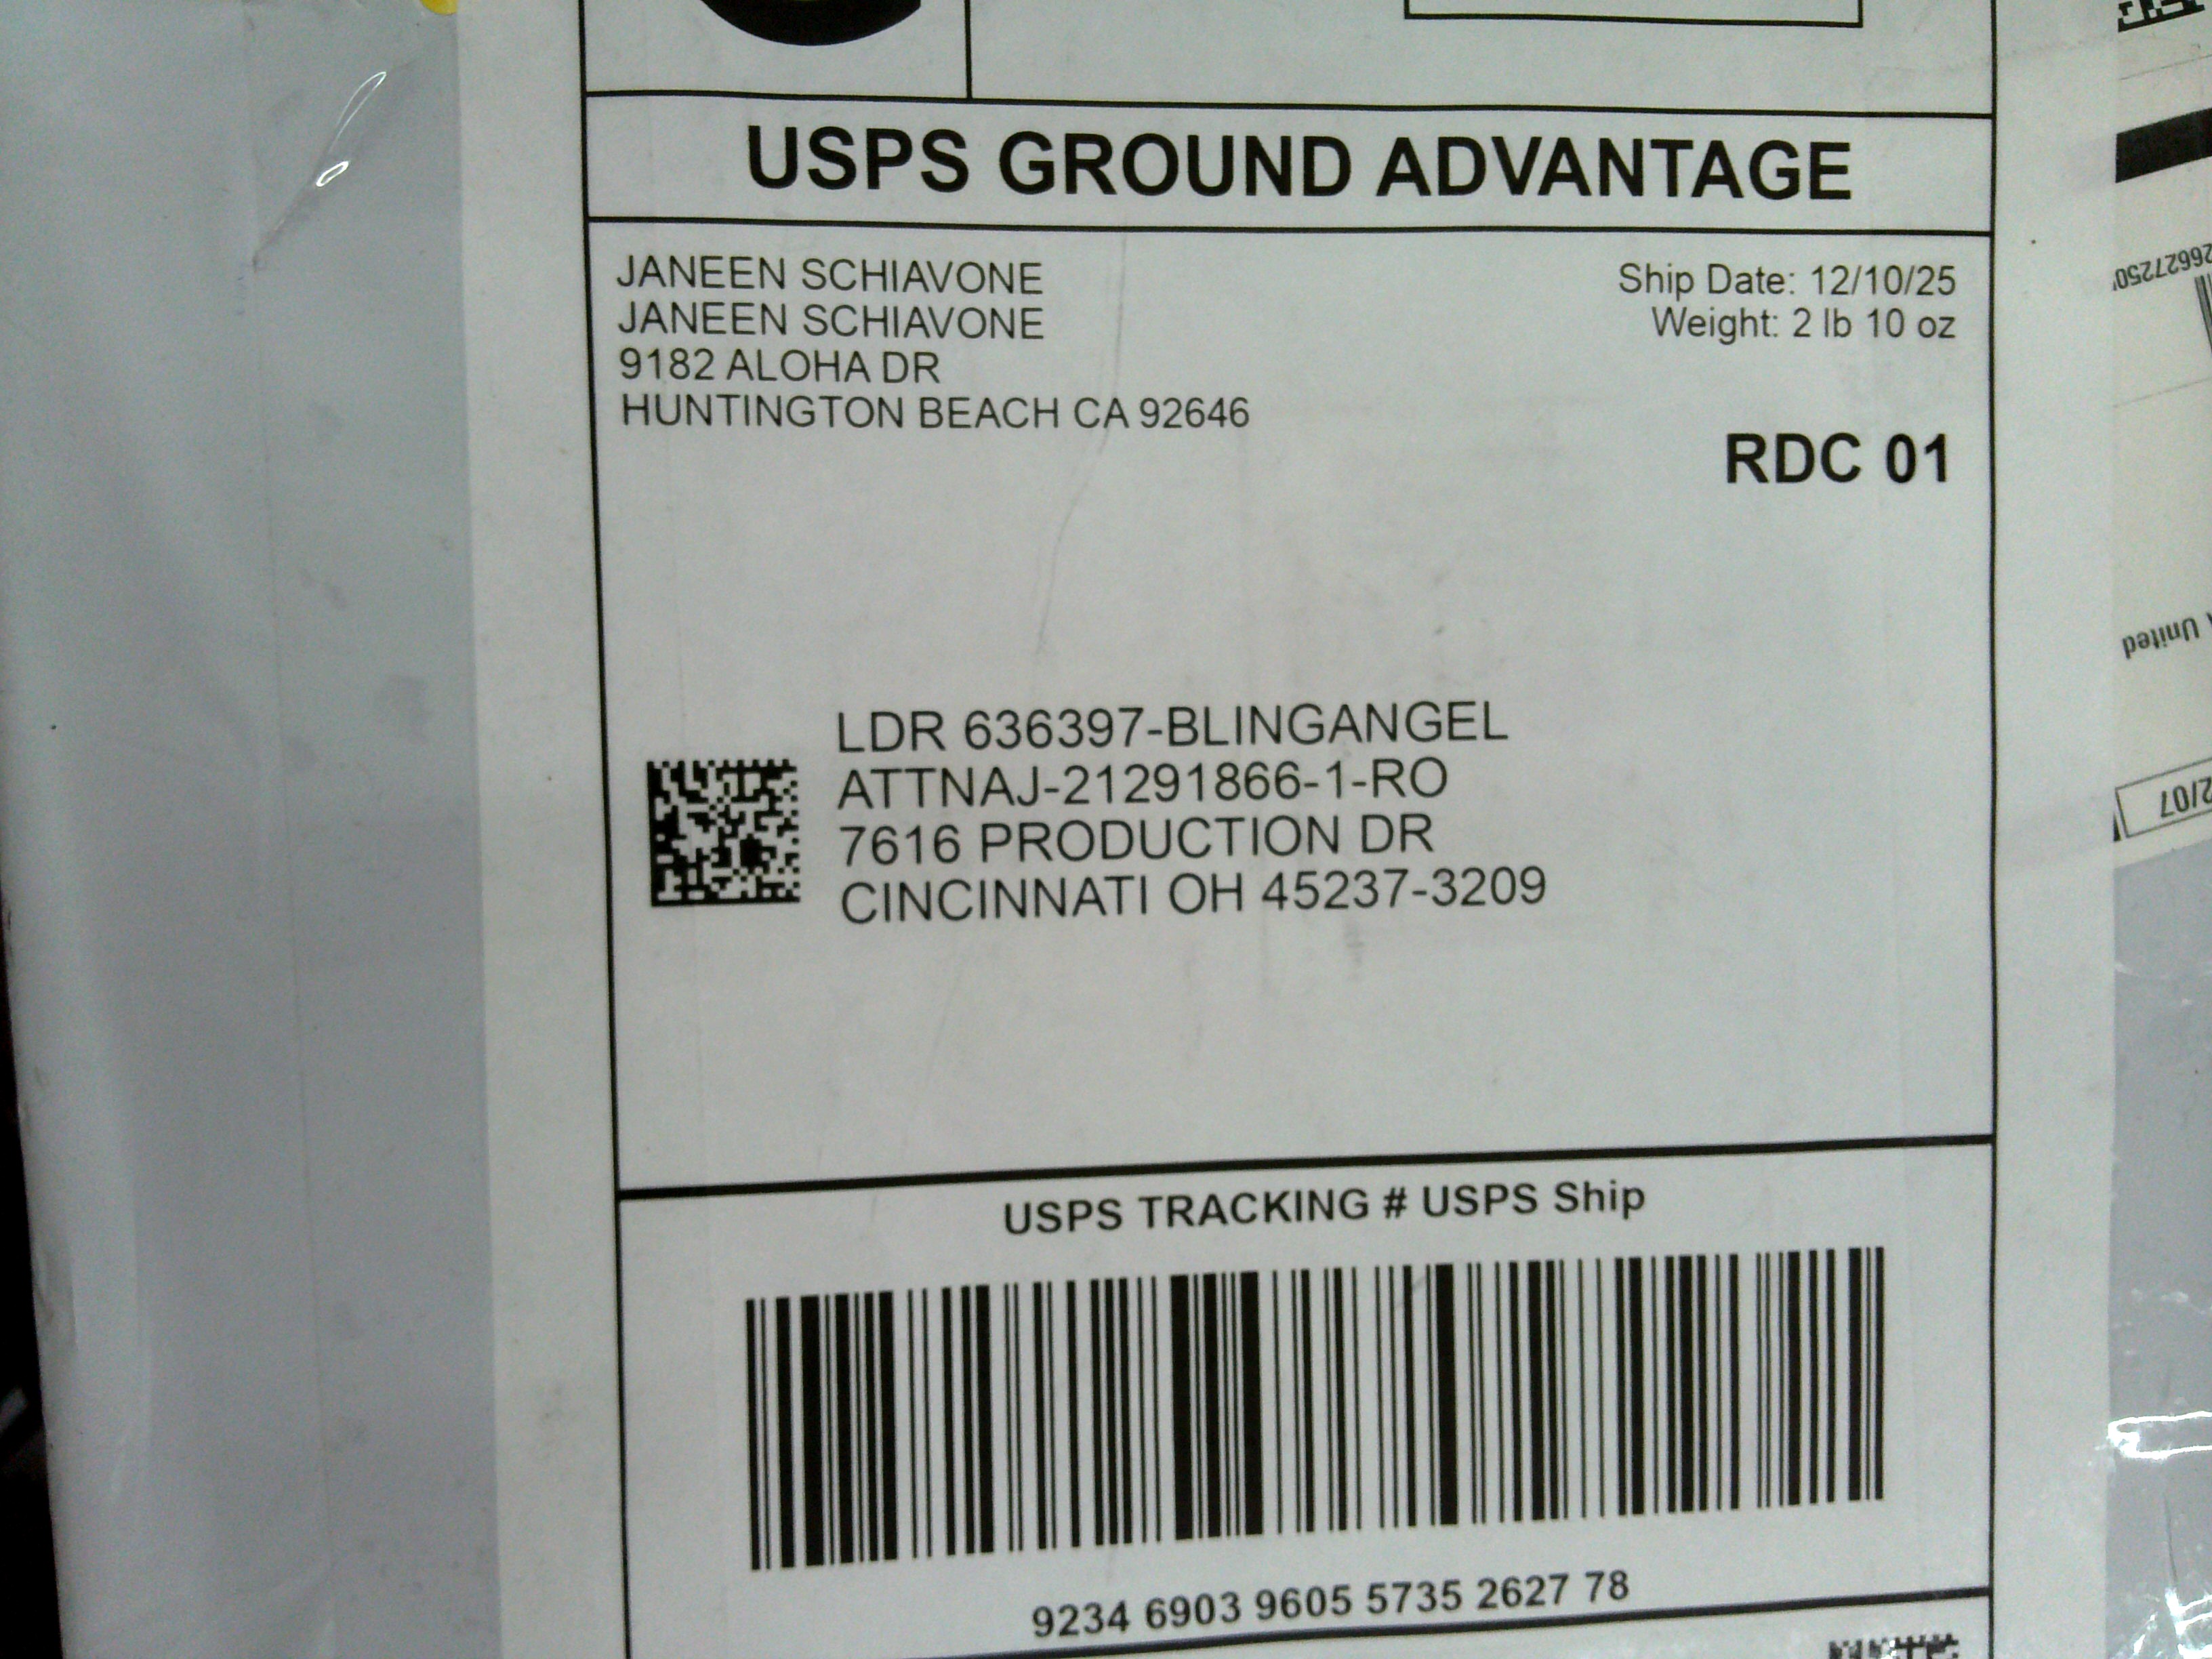 USPS GROUND ADVANTAGE
JANEEN SCHIAVONE
JANEEN SCHIAVONE
9182 ALOHA DR
HUNTINGTON BEACH CA 92646
Ship Date: 12/10/25
Weight: 2 lb 10 oz
RDC 01
LDR 636397-BLINGANGEL
ATTNAJ-21291866-1-RO
7616 PRODUCTION DR
CINCINNATI OH 45237-3209
USPS TRACKING # USPS Ship
9234 6903 9605 5735 2627 78
United